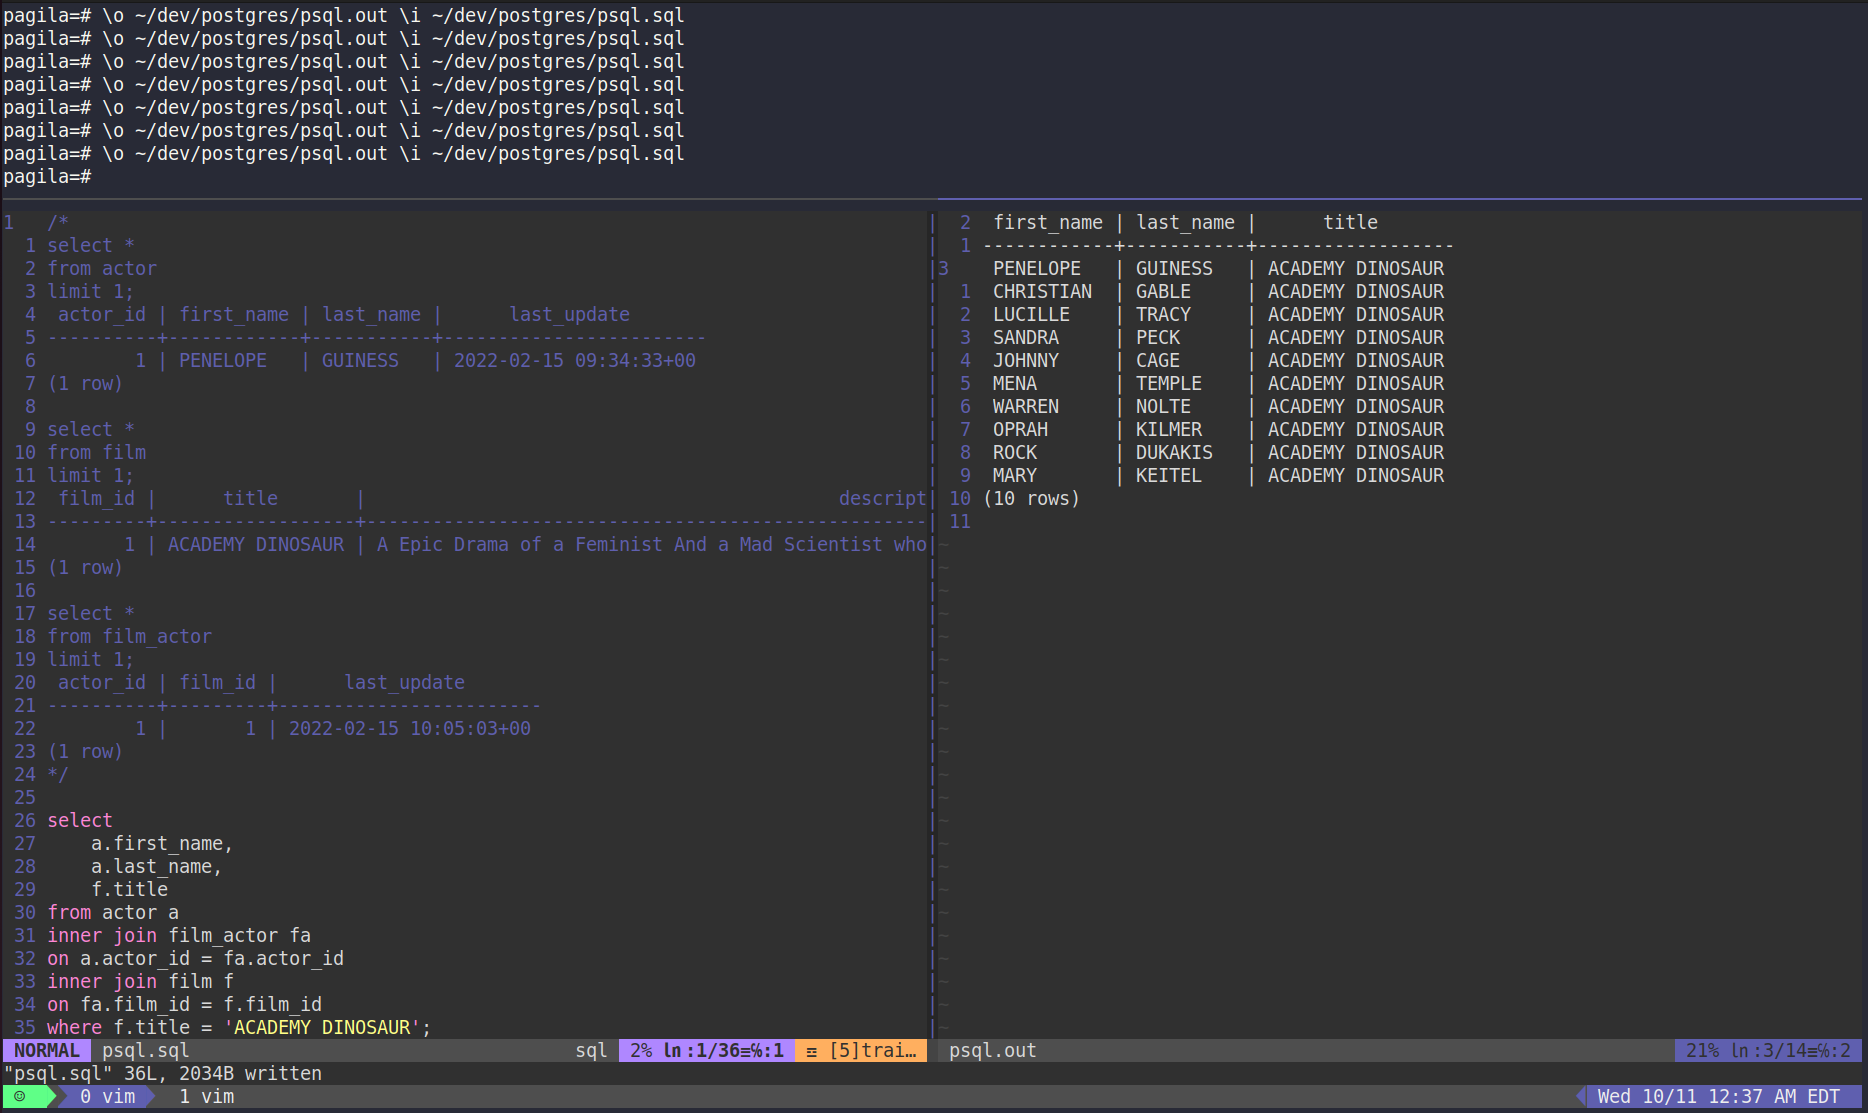 pagila=# \o ~/dev/postgres/psql.out \i ~/dev/postgres/psql.sql
pagila=# \o ~/dev/postgres/psql.out \i ~/dev/postgres/psql.sql
pagila=# \o ~/dev/postgres/psql.out \i ~/dev/postgres/psql.sql
pagila=# \o ~/dev/postgres/psql.out \i ~/dev/postgres/psql.sql
pagila=# \o ~/dev/postgres/psql.out \i ~/dev/postgres/psql.sql
pagila=# \o ~/dev/postgres/psql.out \i ~/dev/postgres/psql.sql
pagila=# \o ~/dev/postgres/psql.out \i ~/dev/postgres/psql.sql
pagila=#
1   /*
  1 select *
  2 from actor
  3 limit 1;
  4  actor_id | first_name | last_name |      last_update
  5 ----------+------------+-----------+------------------------
  6         1 | PENELOPE   | GUINESS   | 2022-02-15 09:34:33+00
  7 (1 row)
  8
  9 select *
 10 from film
 11 limit 1;
 12  film_id |      title       |                                           descript
 13 ---------+------------------+---------------------------------------------------
 14       1 | ACADEMY DINOSAUR | A Epic Drama of a Feminist And a Mad Scientist who
 15 (1 row)
 16
 17 select *
 18 from film_actor
 19 limit 1;
 20  actor_id | film_id |      last_update
 21 ----------+---------+------------------------
 22         1 |       1 | 2022-02-15 10:05:03+00
 23 (1 row)
 24 */
 25
 26 select
 27     a.first_name,
 28     a.last_name,
 29     f.title
 30 from actor a
 31 inner join film_actor fa
 32 on a.actor_id = fa.actor_id
 33 inner join film f
 34 on fa.film_id = f.film_id
 35 where f.title = 'ACADEMY DINOSAUR';
  2  first_name | last_name |      title
  1 ------------+-----------+------------------
3    PENELOPE   | GUINESS   | ACADEMY DINOSAUR
  1  CHRISTIAN  | GABLE     | ACADEMY DINOSAUR
  2  LUCILLE    | TRACY     | ACADEMY DINOSAUR
  3  SANDRA     | PECK      | ACADEMY DINOSAUR
  4  JOHNNY     | CAGE      | ACADEMY DINOSAUR
  5  MENA       | TEMPLE    | ACADEMY DINOSAUR
  6  WARREN     | NOLTE     | ACADEMY DINOSAUR
  7  OPRAH      | KILMER    | ACADEMY DINOSAUR
  8  ROCK       | DUKAKIS   | ACADEMY DINOSAUR
  9  MARY       | KEITEL    | ACADEMY DINOSAUR
 10 (10 rows)
 11
NORMAL psql.sql sql 2% ln:1/36≡℅:1 ☲ [5]trai…
psql.out 21% ln:3/14≡℅:2
"psql.sql" 36L, 2034B written
☺ 0 vim 1 vim Wed 10/11 12:37 AM EDT